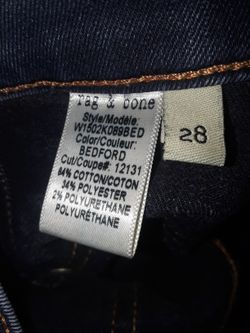 rag & bone
Style/Modèle:
W1502K089BED
Color/Couleur:
BEDFORD
Cut/Coupe#: 12131
64% COTTON/COTON
34% POLYESTER
2% POLYURETHANE
POLYURÉTHANE
28